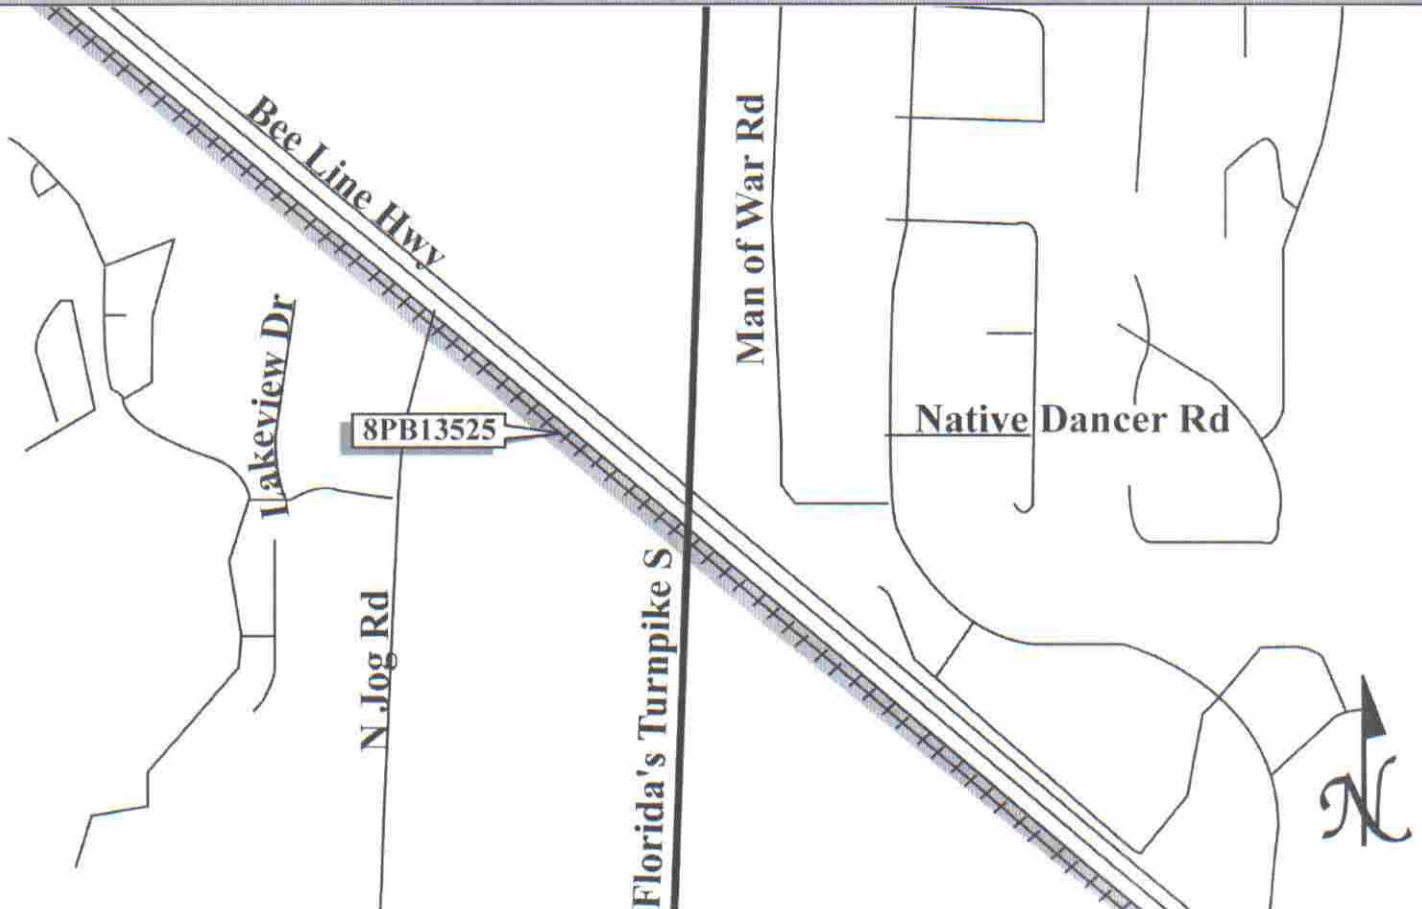 Bee Line Hwy
Man of War Rd
Lakeview Dr
8PB13525
Native Dancer Rd
N Jog Rd
Florida's Turnpike S
N